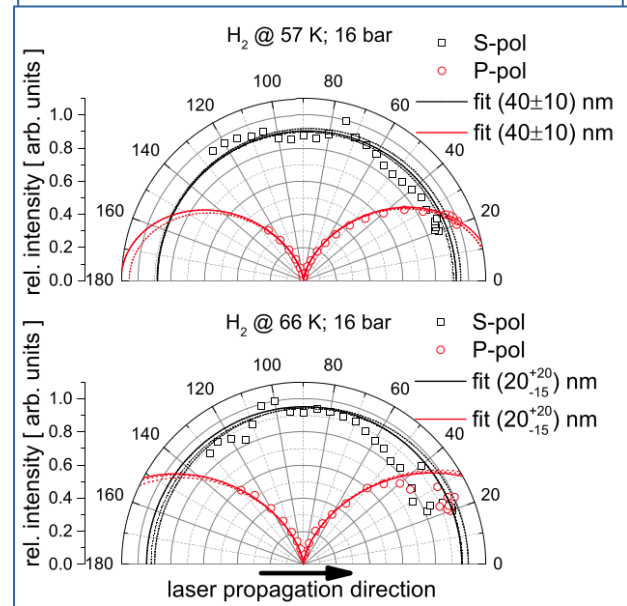 H₂ @ 57 K; 16 bar
S-pol
P-pol
fit (40±10) nm
fit (40±10) nm
rel. intensity [ arb. units ]
1.0
0.8
0.6
0.4
0.2
0.0
180
160
140
120
100
80
60
40
20
0
H₂ @ 66 K; 16 bar
S-pol
P-pol
fit (20⁺²⁰₋₁₅) nm
fit (20⁺²⁰₋₁₅) nm
rel. intensity [ arb. units ]
1.0
0.8
0.6
0.4
0.2
0.0
180
160
140
120
100
80
60
40
20
0
laser propagation direction